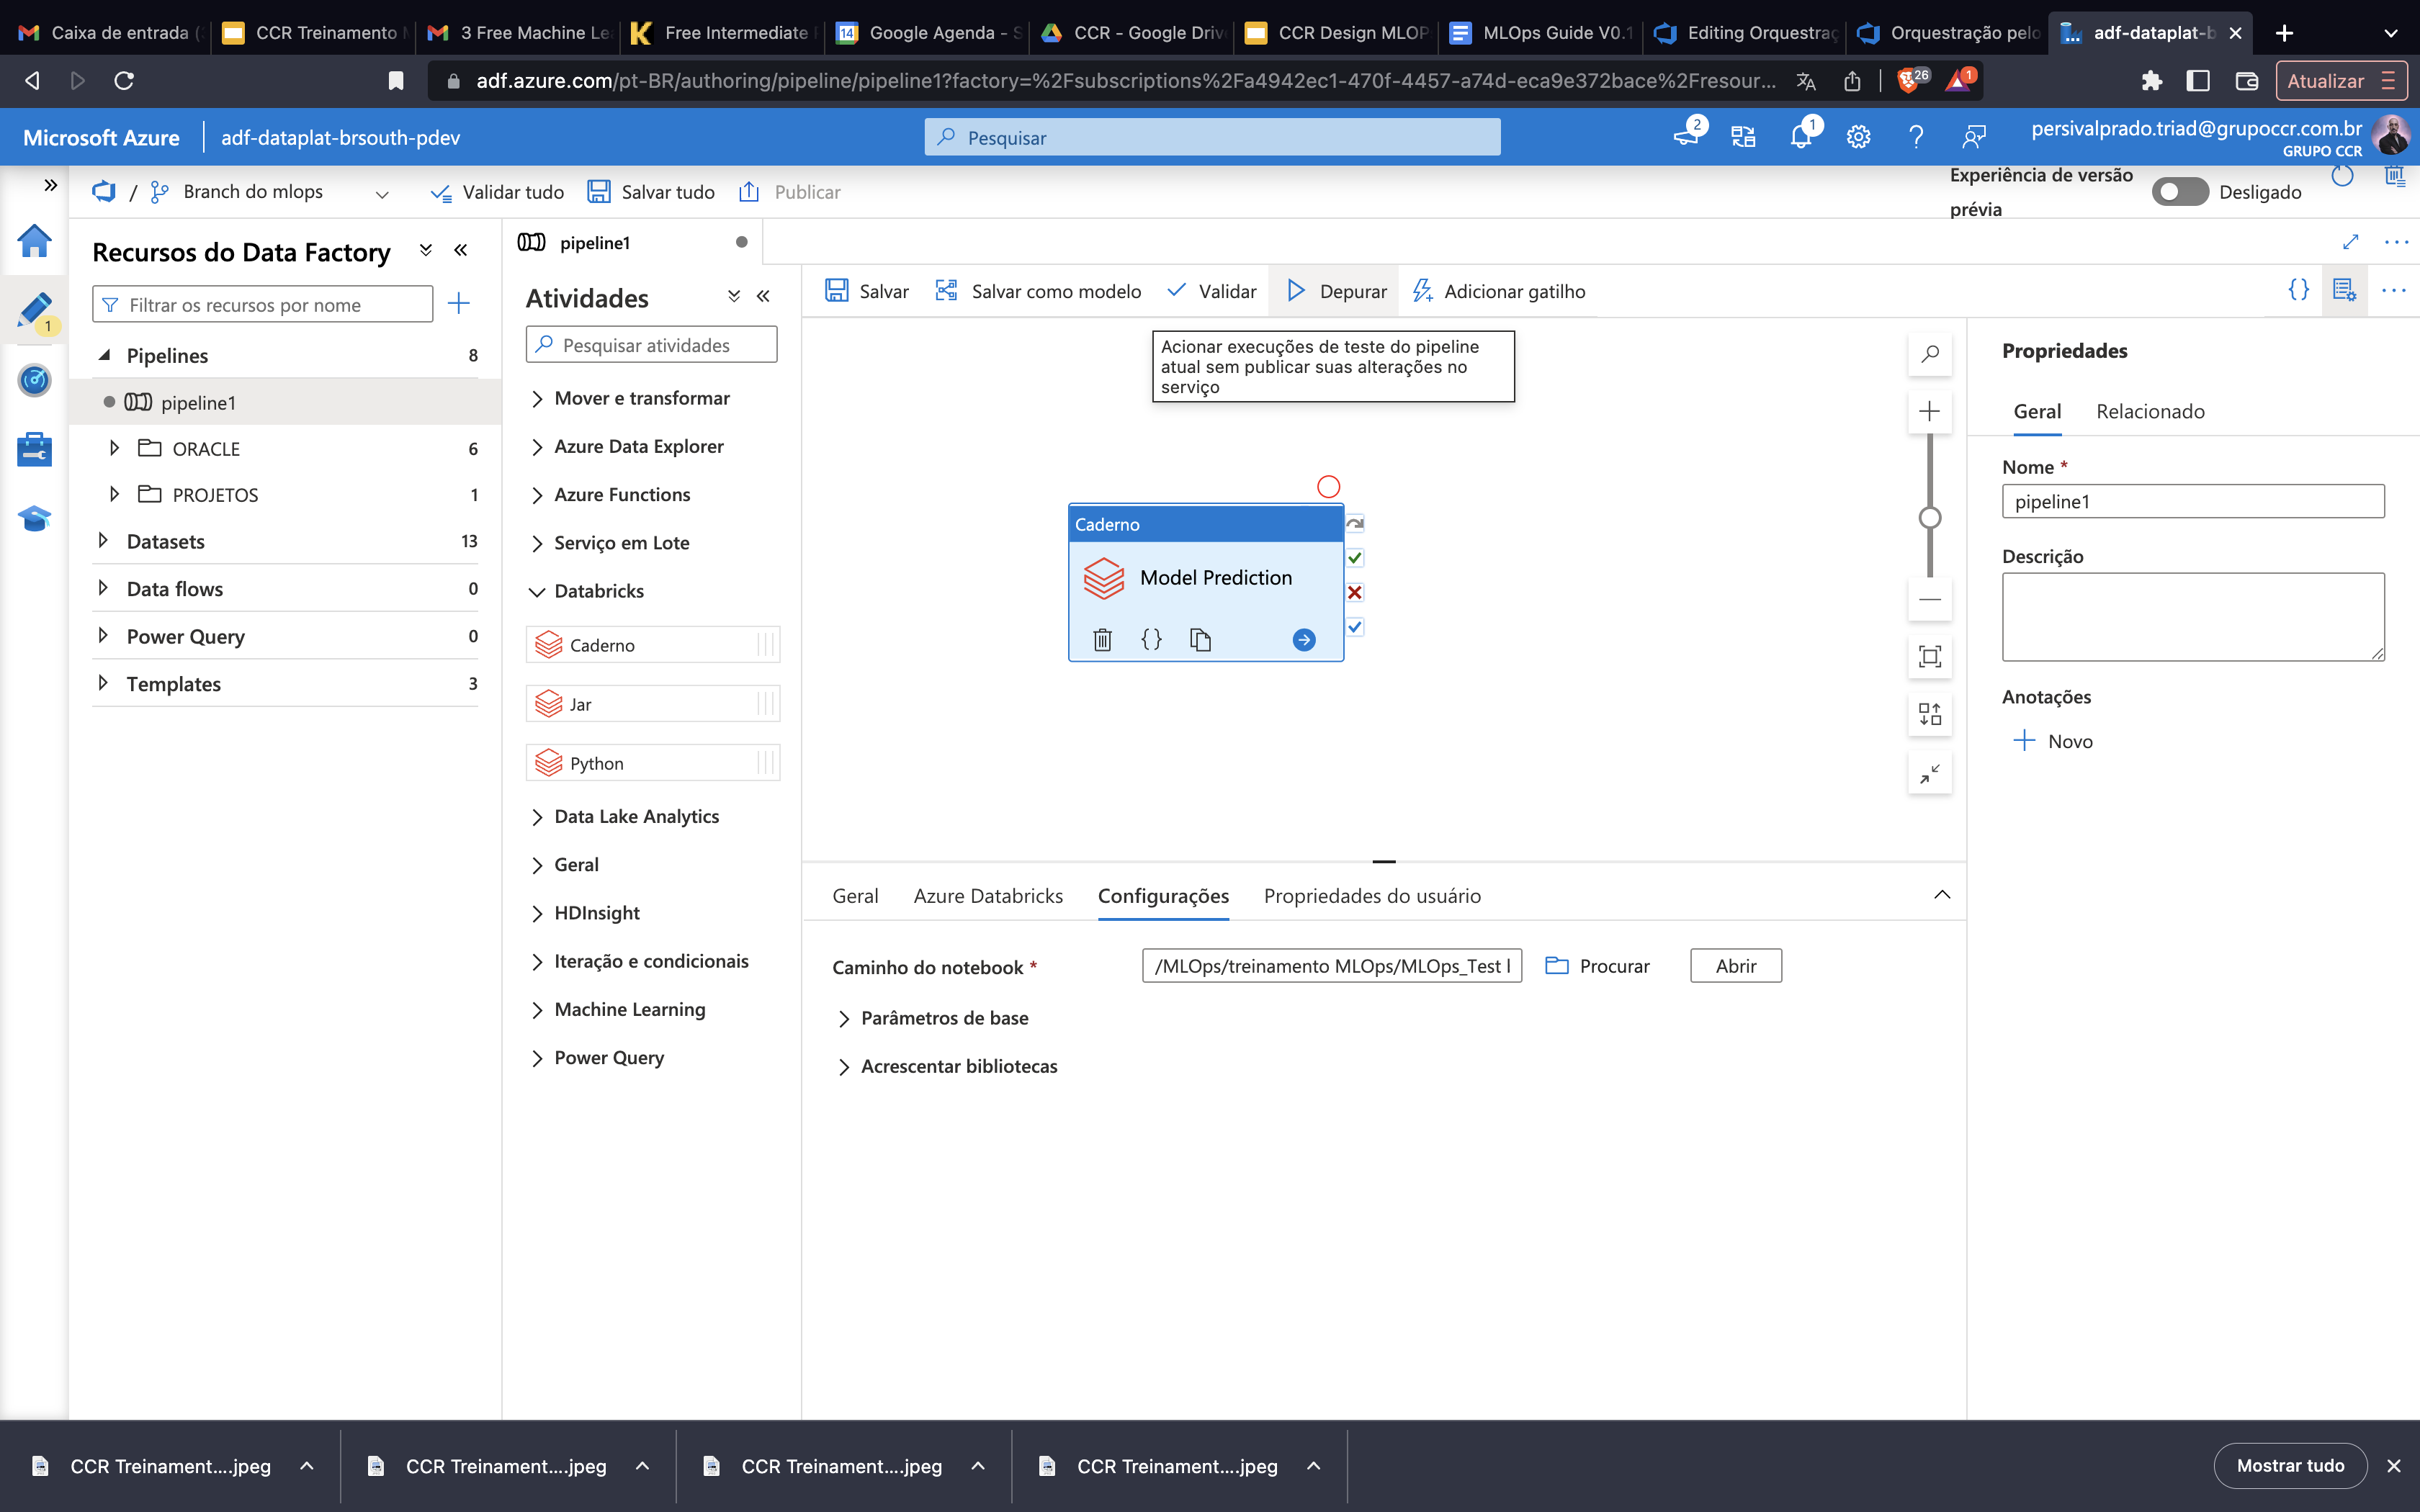 Caixa de entrada (
CCR Treinamento M
3 Free Machine Le
Free Intermediate
14
Google Agenda - S
CCR - Google Driv
CCR Design MLOP
MLOps Guide V0.1
Editing Orquestraç
Orquestração pelo
adf-dataplat-b
adf.azure.com/pt-BR/authoring/pipeline/pipeline1?factory=%2Fsubscriptions%2Fa4942ec1-470f-4457-a74d-eca9e372bace%2Fresour...
26
1
Atualizar
Microsoft Azure
adf-dataplat-brsouth-pdev
Pesquisar
2
1
persivalprado.triad@grupoccr.com.br
GRUPO CCR
/
Branch do mlops
Validar tudo
Salvar tudo
Publicar
Experiência de versão
prévia
Desligado
Recursos do Data Factory
Filtrar os recursos por nome
1
Pipelines 8
pipeline1
ORACLE 6
PROJETOS 1
Datasets 13
Data flows 0
Power Query 0
Templates 3
pipeline1
Atividades
Pesquisar atividades
Mover e transformar
Azure Data Explorer
Azure Functions
Serviço em Lote
Databricks
Caderno
Jar
Python
Data Lake Analytics
Geral
HDInsight
Iteração e condicionais
Machine Learning
Power Query
Salvar
Salvar como modelo
Validar
Depurar
Adicionar gatilho
{}
Acionar execuções de teste do pipeline
atual sem publicar suas alterações no
serviço
Caderno
Model Prediction
{}
Geral
Azure Databricks
Configurações
Propriedades do usuário
Caminho do notebook *
/MLOps/treinamento MLOps/MLOps_Test
Procurar
Abrir
Parâmetros de base
Acrescentar bibliotecas
Propriedades
Geral
Relacionado
Nome *
pipeline1
Descrição
Anotações
Novo
CCR Treinament....jpeg
CCR Treinament....jpeg
CCR Treinament....jpeg
CCR Treinament....jpeg
Mostrar tudo